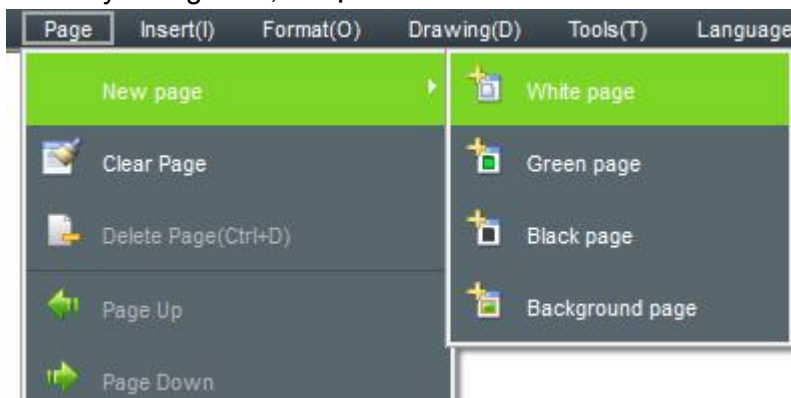 Page Insert(I) Format(O) Drawing(D) Tools(T) Language
New page
White page
Clear Page
Green page
Delete Page(Ctrl+D)
Black page
Page Up
Background page
Page Down